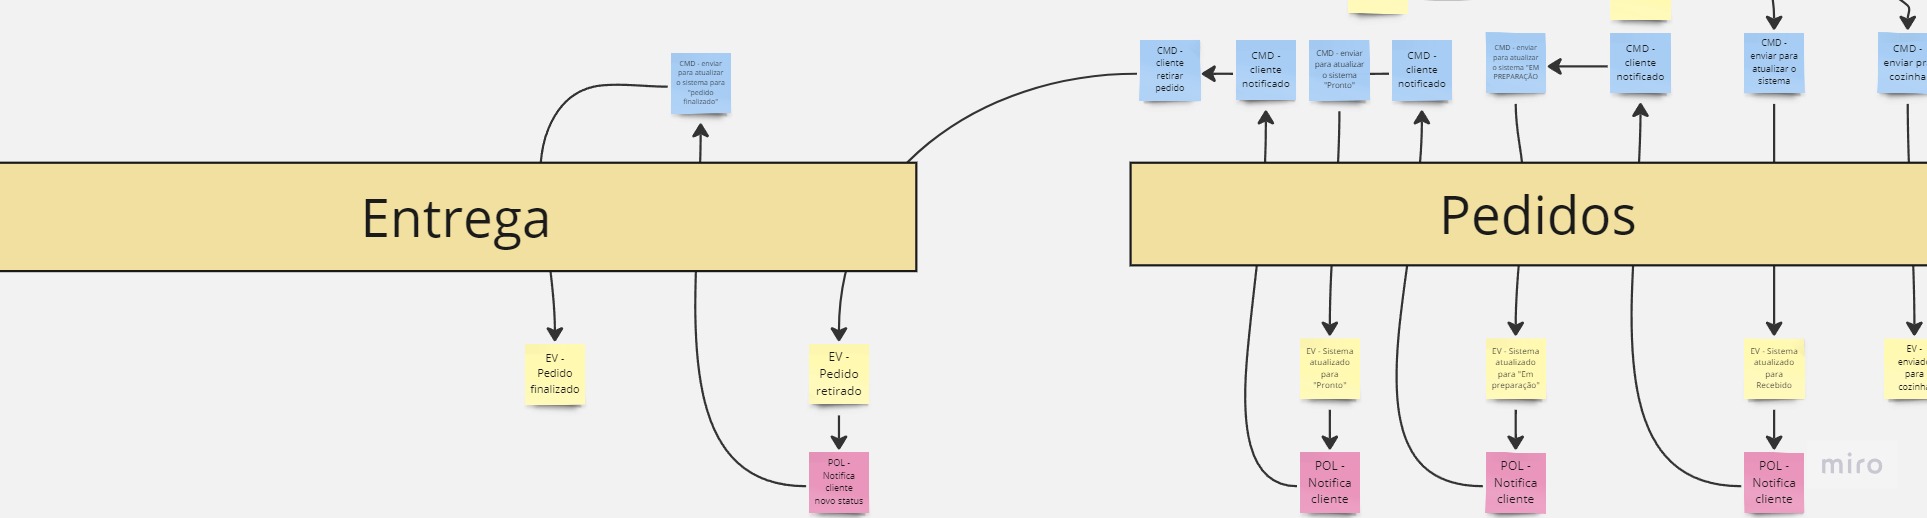 CMD - enviar
para atualizar
o sistema para
"pedido
finalizado"
CMD -
cliente
retirar
pedido
CMD -
cliente
notificado
CMD - enviar
para atualizar
o sistema
"Pronto"
CMD -
cliente
notificado
CMD - enviar
para atualizar
o sistema "EM
PREPARAÇÃO
CMD -
cliente
notificado
CMD -
enviar para
atualizar o
sistema
CMD -
enviar pr
cozinha
Entrega
Pedidos
EV -
Pedido
finalizado
EV -
Pedido
retirado
EV - Sistema
atualizado
para
"Pronto"
EV - Sistema
atualizado
para "Em
preparação"
EV - Sistema
atualizado
para
Recebido
EV -
enviado
para
cozinha
POL -
Notifica
cliente
novo status
POL -
Notifica
cliente
POL -
Notifica
cliente
POL -
Notifica
cliente
miro